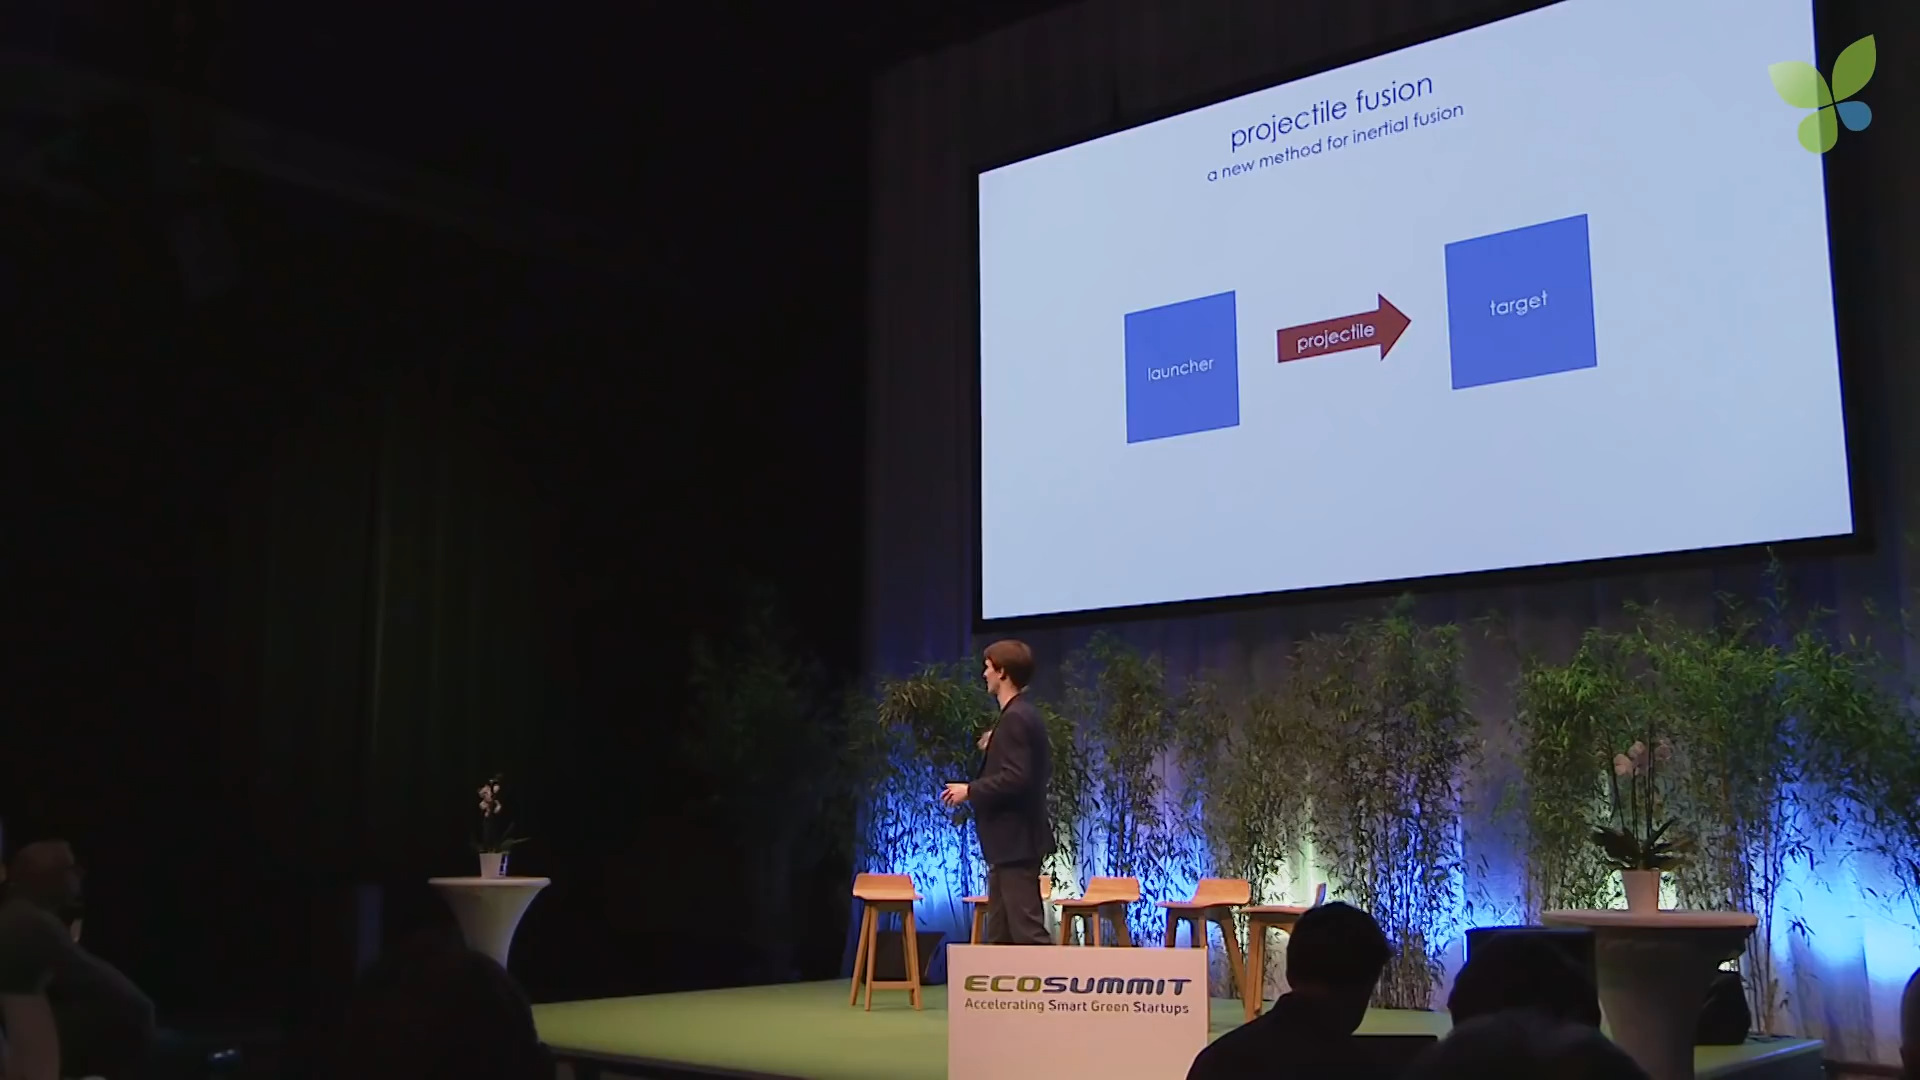 projectile fusion
a new method for inertial fusion
launcher
projectile
target
ECOSUMMIT
Accelerating Smart Green Startups